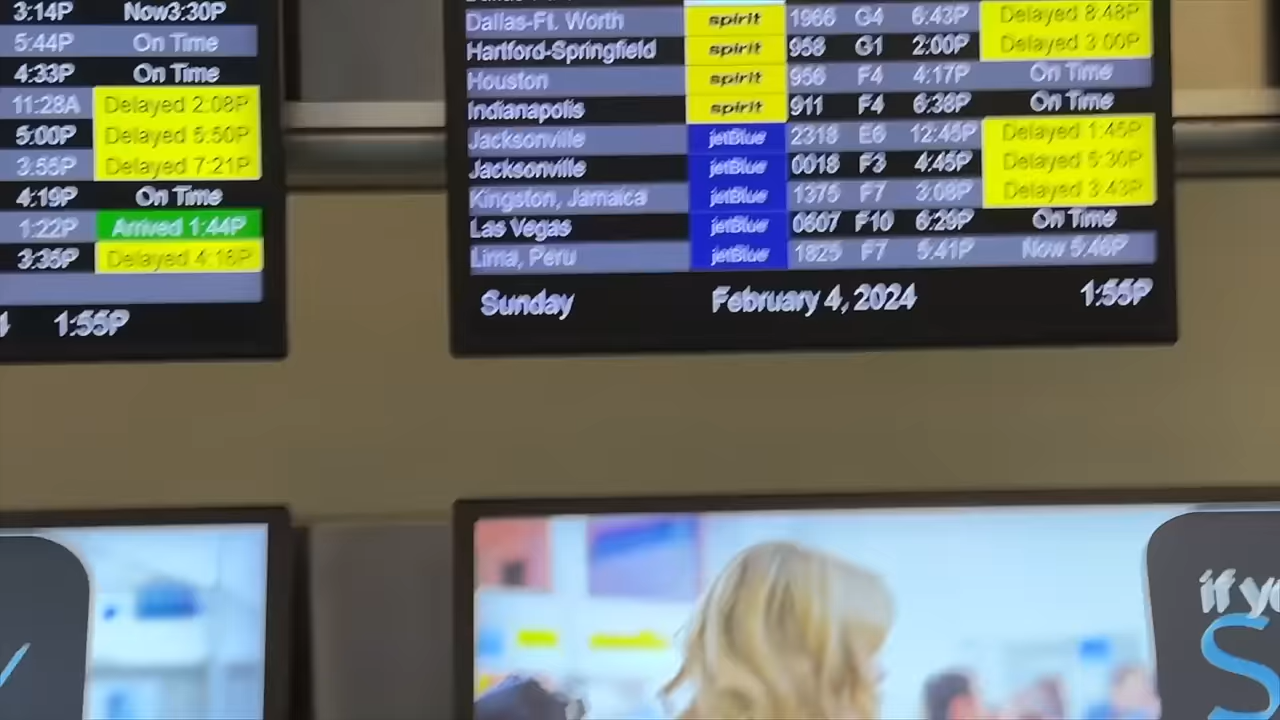 3:14P Now3:30P
5:44P On Time
4:33P On Time
11:28A Delayed 2:08P
5:00P Delayed 5:50P
3:55P Delayed 7:21P
4:19P On Time
1:22P Arrived 1:44P
3:35P Delayed 4:16P
4 1:55P
Dallas-Ft. Worth spirit 1966 G4 6:43P Delayed 8:48P
Hartford-Springfield spirit 958 G1 2:00P Delayed 3:00P
Houston spirit 956 F4 4:17P On Time
Indianapolis spirit 911 F4 6:38P On Time
Jacksonville jetBlue 2318 E6 12:45P Delayed 1:45P
Jacksonville jetBlue 0018 F3 4:45P Delayed 5:30P
Kingston, Jamaica jetBlue 1375 F7 3:08P Delayed 3:43P
Las Vegas jetBlue 0607 F10 6:29P On Time
Lima, Peru jetBlue 1825 F7 5:41P Now 5:46P
Sunday February 4, 2024 1:55P
if yo
S